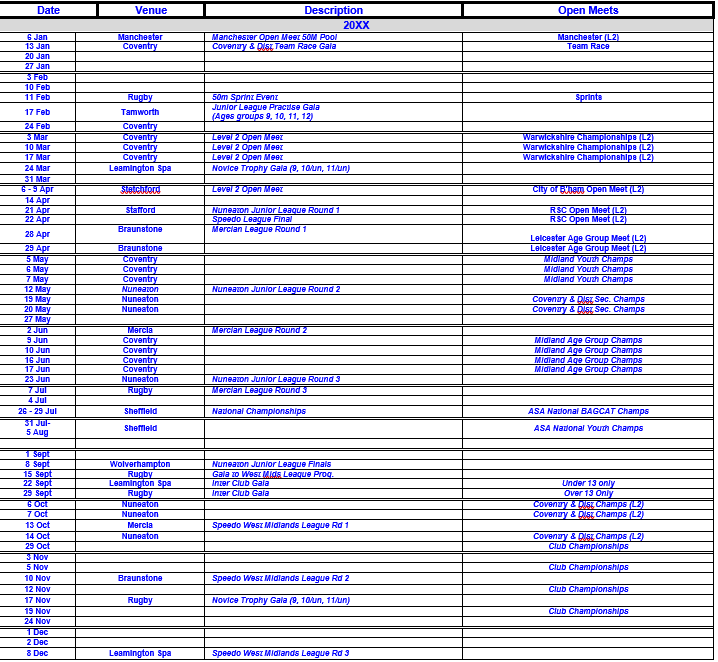 Date Venue Description Open Meets
20XX
6 Jan Manchester Manchester Open Meet 50M Pool Manchester (L2)
13 Jan Coventry Coventry & Dist Team Race Gala Team Race
20 Jan
27 Jan
3 Feb
10 Feb
11 Feb Rugby 50m Sprint Event Sprints
17 Feb Tamworth Junior League Practise Gala
(Ages groups 9, 10, 11, 12)
24 Feb Coventry
3 Mar Coventry Level 2 Open Meet Warwickshire Championships (L2)
10 Mar Coventry Level 2 Open Meet Warwickshire Championships (L2)
17 Mar Coventry Level 2 Open Meet Warwickshire Championships (L2)
24 Mar Leamington Spa Novice Trophy Gala (9, 10/un, 11/un)
31 Mar
6 - 9 Apr Stetchford Level 2 Open Meet City of B'ham Open Meet (L2)
14 Apr
21 Apr Stafford Nuneaton Junior League Round 1 RSC Open Meet (L2)
22 Apr Speedo League Final RSC Open Meet (L2)
28 Apr Braunstone Mercian League Round 1 Leicester Age Group Meet (L2)
29 Apr Braunstone Leicester Age Group Meet (L2)
5 May Coventry Midland Youth Champs
6 May Coventry Midland Youth Champs
7 May Coventry Midland Youth Champs
12 May Nuneaton Nuneaton Junior League Round 2
19 May Nuneaton Coventry & Dist Sec. Champs
20 May Nuneaton Coventry & Dist Sec. Champs
27 May
2 Jun Mercia Mercian League Round 2
9 Jun Coventry Midland Age Group Champs
10 Jun Coventry Midland Age Group Champs
16 Jun Coventry Midland Age Group Champs
17 Jun Coventry Midland Age Group Champs
23 Jun Nuneaton Nuneaton Junior League Round 3
7 Jul Rugby Mercian League Round 3
4 Jul
26 - 29 Jul Sheffield National Championships ASA National BAGCAT Champs
31 Jul-
5 Aug Sheffield ASA National Youth Champs
1 Sept
8 Sept Wolverhampton Nuneaton Junior League Finals
15 Sept Rugby Gala to West Mids League Prog.
22 Sept Leamington Spa Inter Club Gala Under 13 only
29 Sept Rugby Inter Club Gala Over 13 Only
6 Oct Nuneaton Coventry & Dist Champs (L2)
7 Oct Nuneaton Coventry & Dist Champs (L2)
13 Oct Mercia Speedo West Midlands League Rd 1
14 Oct Nuneaton Coventry & Dist Champs (L2)
29 Oct Club Championships
3 Nov
5 Nov Club Championships
10 Nov Braunstone Speedo West Midlands League Rd 2
12 Nov Club Championships
17 Nov Rugby Novice Trophy Gala (9, 10/un, 11/un)
19 Nov Club Championships
24 Nov
1 Dec
2 Dec
8 Dec Leamington Spa Speedo West Midlands League Rd 3